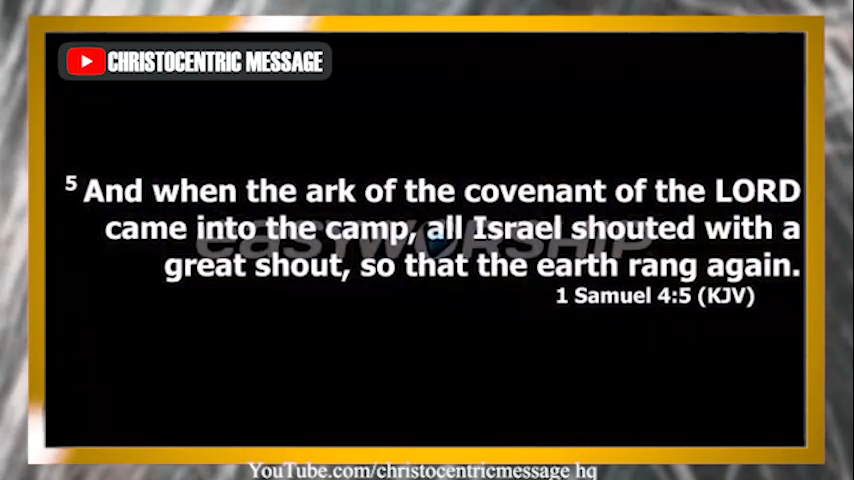 CHRISTOCENTRIC MESSAGE
5 And when the ark of the covenant of the LORD
came into the camp, all Israel shouted with a
great shout, so that the earth rang again.
1 Samuel 4:5 (KJV)
easyworship
YouTube.com/christocentricmessage hq